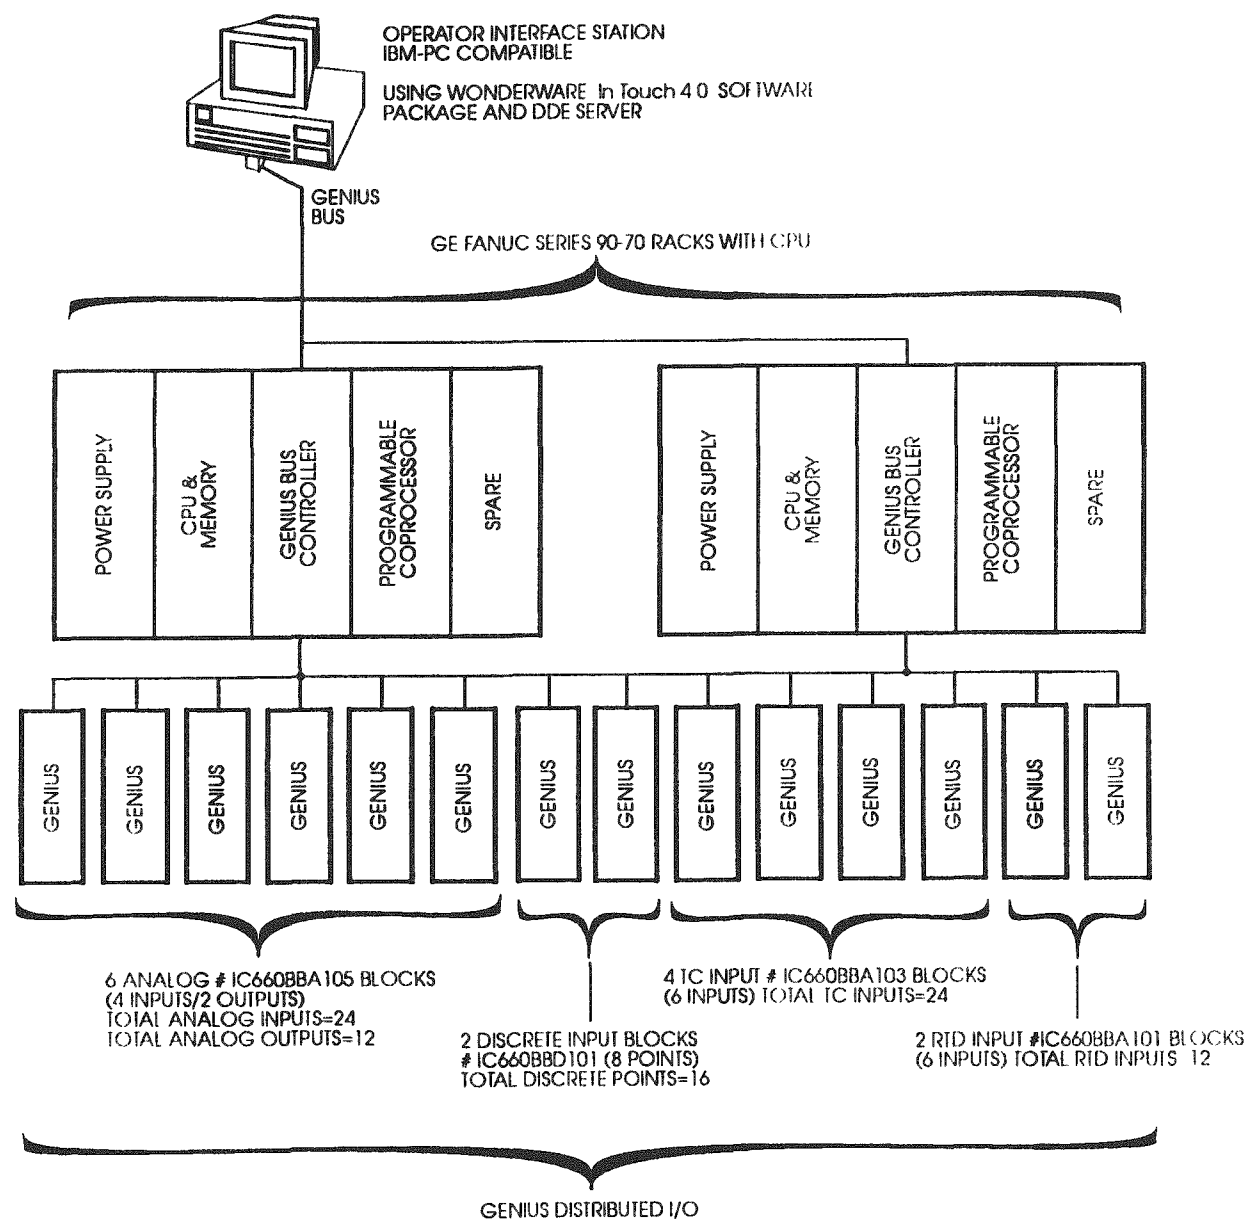 OPERATOR INTERFACE STATION
IBM-PC COMPATIBLE
USING WONDERWARE In Touch 4 0 SOFTWARE
PACKAGE AND DDE SERVER
GENIUS
BUS
GE FANUC SERIES 90-70 RACKS WITH CPU
POWER SUPPLY
CPU &
MEMORY
GENIUS BUS
CONTROLLER
PROGRAMMABLE
COPROCESSOR
SPARE
POWER SUPPLY
CPU &
MEMORY
GENIUS BUS
CONTROLLER
PROGRAMMABLE
COPROCESSOR
SPARE
GENIUS
GENIUS
GENIUS
GENIUS
GENIUS
GENIUS
GENIUS
GENIUS
GENIUS
GENIUS
GENIUS
GENIUS
GENIUS
GENIUS
6 ANALOG # IC660BBA105 BLOCKS
(4 INPUTS/2 OUTPUTS)
TOTAL ANALOG INPUTS=24
TOTAL ANALOG OUTPUTS=12
2 DISCRETE INPUT BLOCKS
# IC660BBD101 (8 POINTS)
TOTAL DISCRETE POINTS=16
4 TC INPUT # IC660BBA103 BLOCKS
(6 INPUTS) TOTAL TC INPUTS=24
2 RTD INPUT #IC660BBA101 BLOCKS
(6 INPUTS) TOTAL RTD INPUTS 12
GENIUS DISTRIBUTED I/O